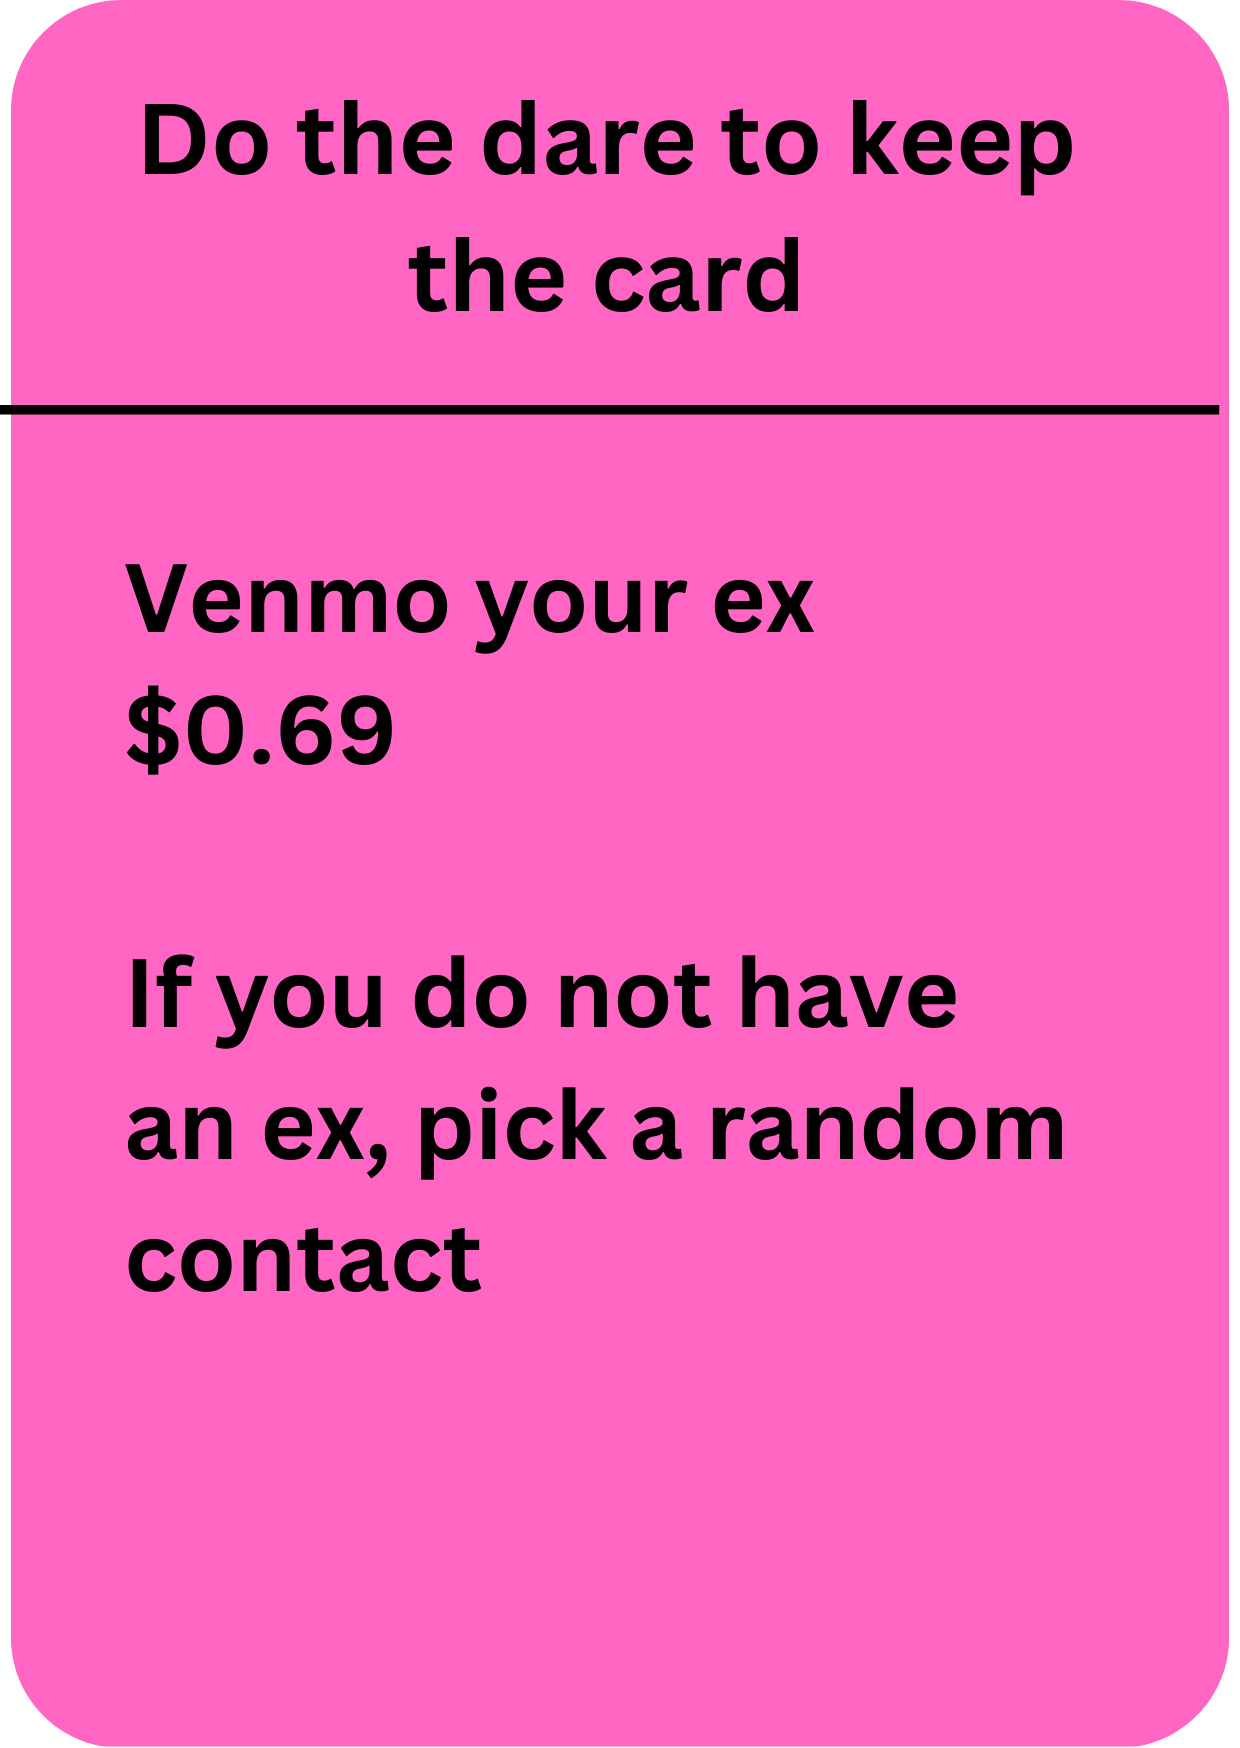 Do the dare to keep
the card
Venmo your ex
$0.69
If you do not have
an ex, pick a random
contact